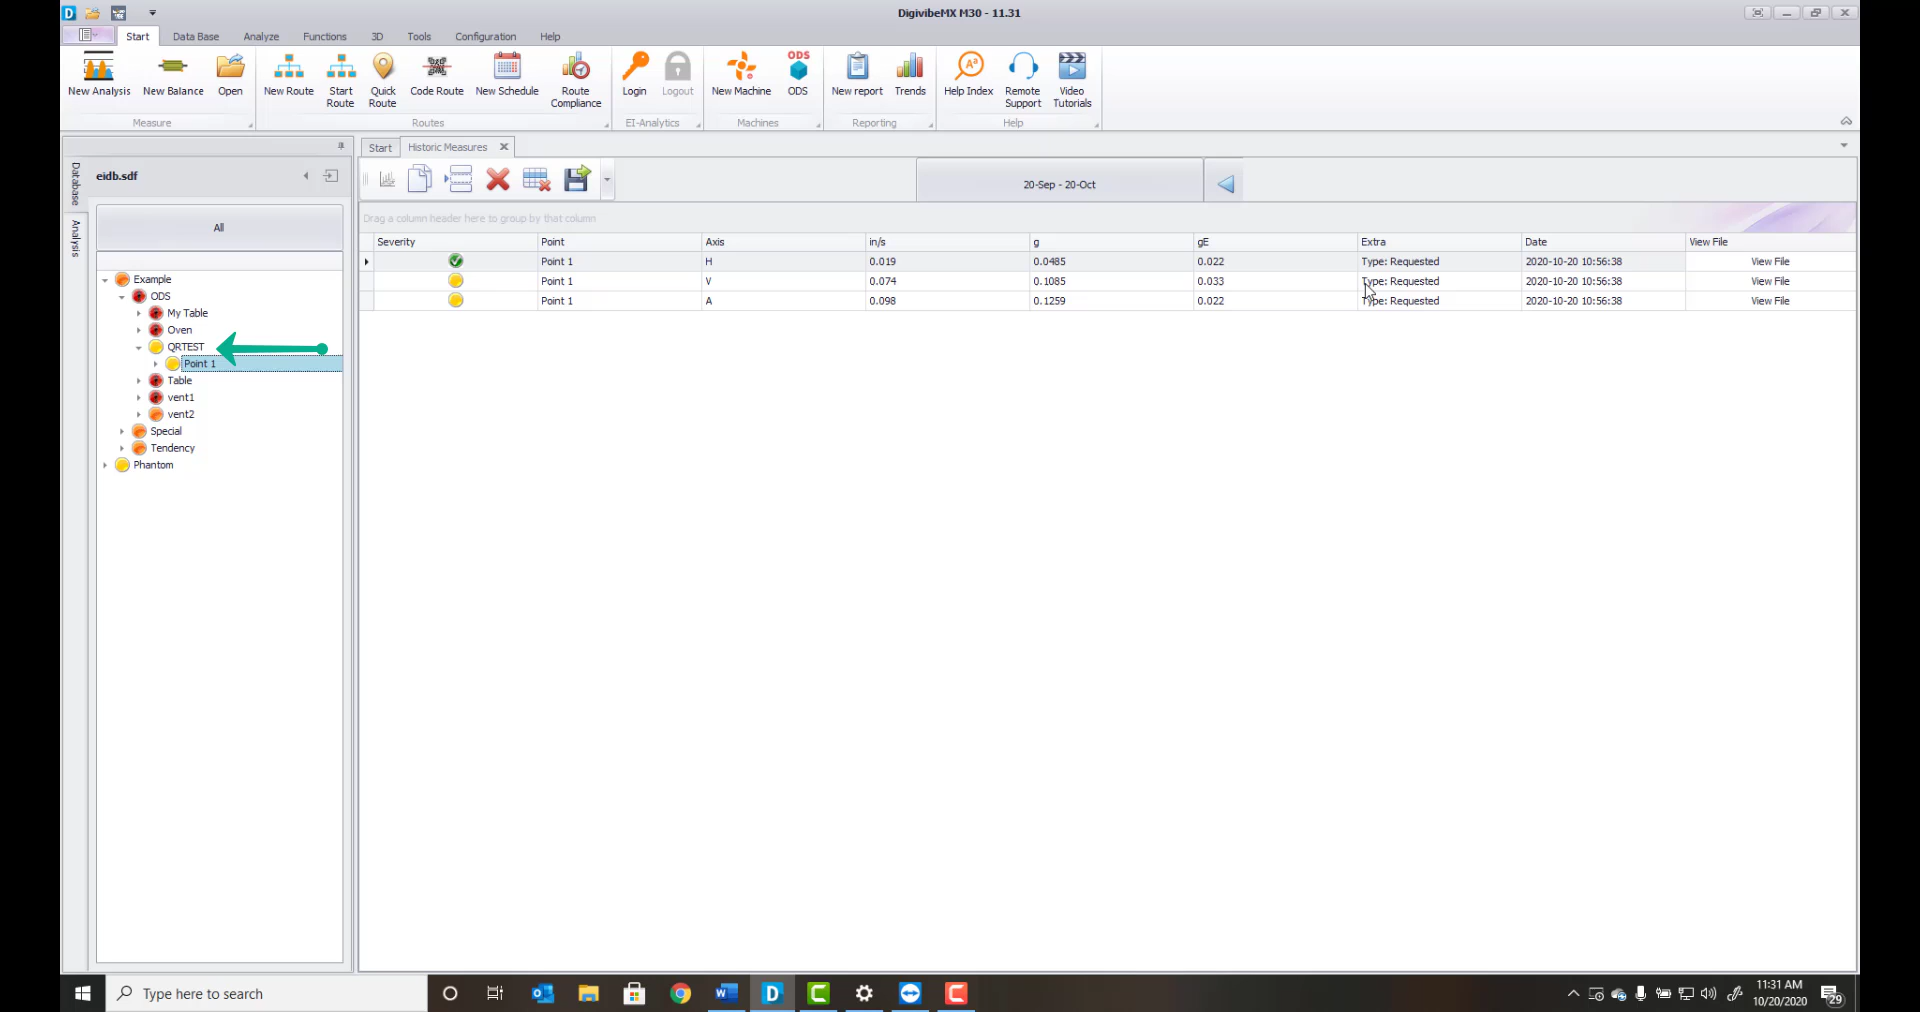 DigivibeMX M30 - 11.31
Start Data Base Analyze Functions 3D Tools Configuration Help
New Analysis New Balance Open New Route Start Route Quick Route Code Route New Schedule Route Compliance Login Logout New Machine ODS New report Trends Help Index Remote Support Video Tutorials
Measure Routes EI-Analytics Machines Reporting Help
Start Historic Measures
Database
Analysis
eidb.sdf
All
Example
ODS
My Table
Oven
QRTEST
Point 1
Table
vent1
vent2
Special
Tendency
Phantom
20-Sep - 20-Oct
Drag a column header here to group by that column
Severity Point Axis in/s g gE Extra Date View File
Point 1 H 0.019 0.0485 0.022 Type: Requested 2020-10-20 10:56:38 View File
Point 1 V 0.074 0.1085 0.033 Type: Requested 2020-10-20 10:56:38 View File
Point 1 A 0.098 0.1259 0.022 Type: Requested 2020-10-20 10:56:38 View File
Type here to search
11:31 AM
10/20/2020
29